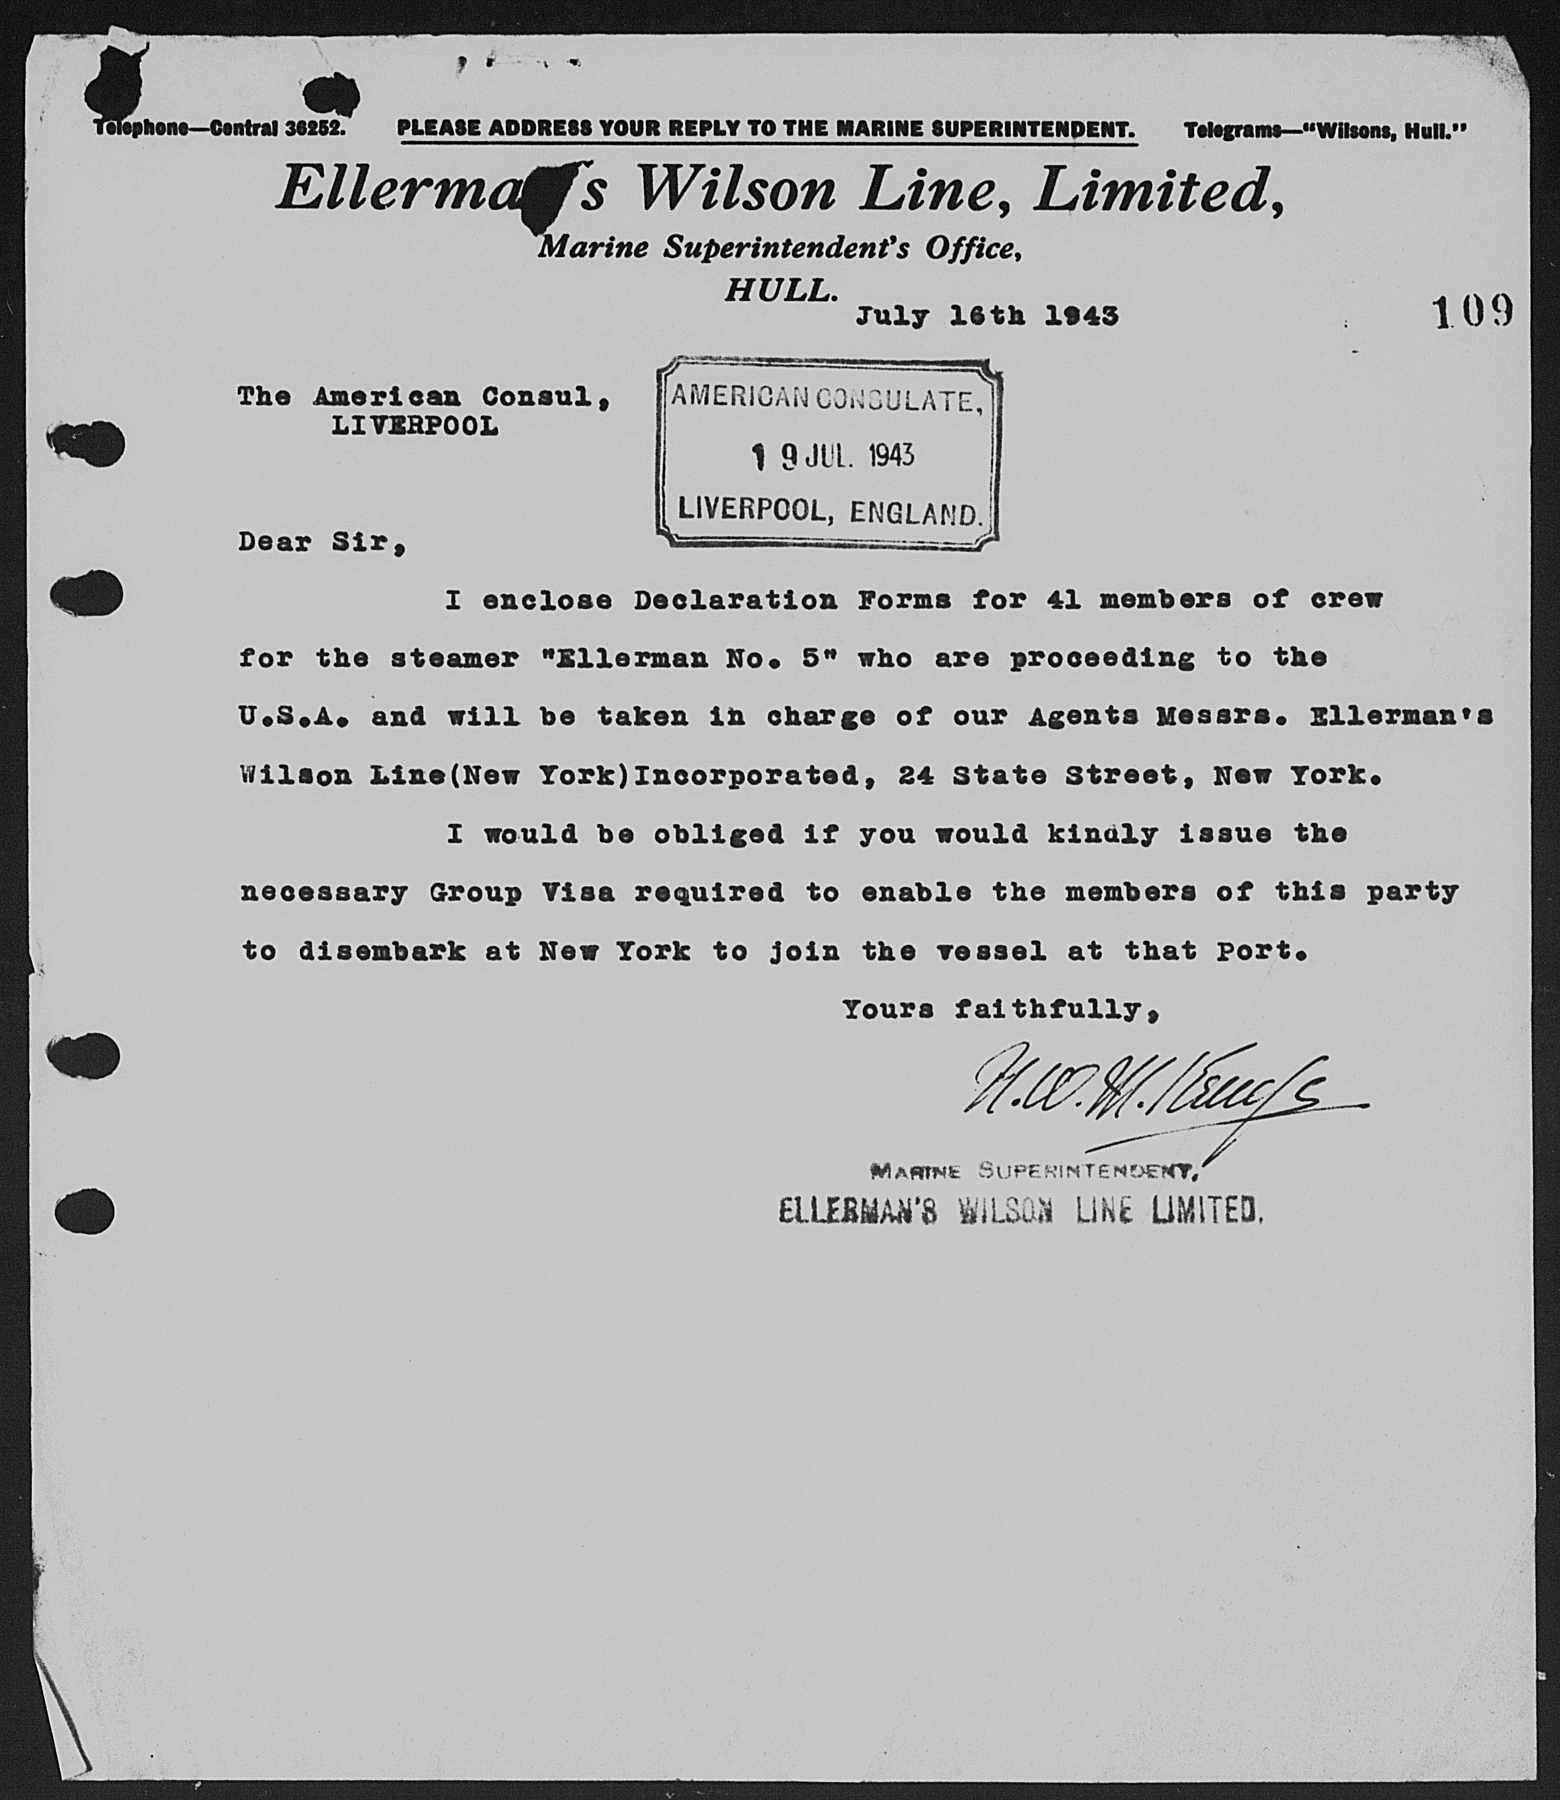 Telephone—Central 36252.
PLEASE ADDRESS YOUR REPLY TO THE MARINE SUPERINTENDENT.
Telegrams—"Wilsons, Hull."
Ellerman's Wilson Line, Limited,
Marine Superintendent's Office,
HULL.
July 16th 1943
109
The American Consul,
LIVERPOOL
AMERICAN CONSULATE,
19 JUL. 1943
LIVERPOOL, ENGLAND.
Dear Sir,
I enclose Declaration Forms for 41 members of crew
for the steamer "Ellerman No. 5" who are proceeding to the
U.S.A. and will be taken in charge of our Agents Messrs. Ellerman's
Wilson Line(New York)Incorporated, 24 State Street, New York.
I would be obliged if you would kindly issue the
necessary Group Visa required to enable the members of this party
to disembark at New York to join the vessel at that Port.
Yours faithfully,
MARINE SUPERINTENDENT,
ELLERMAN'S WILSON LINE LIMITED.